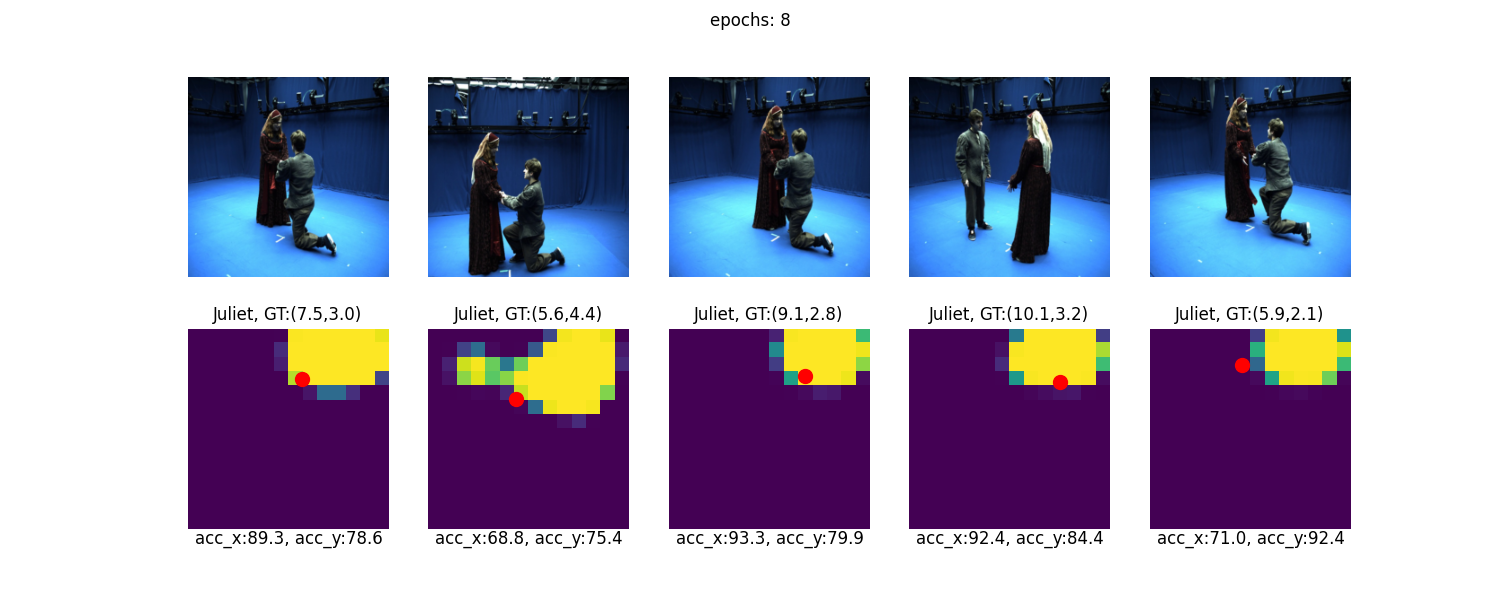 epochs: 8
Juliet, GT:(7.5,3.0)
Juliet, GT:(5.6,4.4)
Juliet, GT:(9.1,2.8)
Juliet, GT:(10.1,3.2)
Juliet, GT:(5.9,2.1)
acc_x:89.3, acc_y:78.6
acc_x:68.8, acc_y:75.4
acc_x:93.3, acc_y:79.9
acc_x:92.4, acc_y:84.4
acc_x:71.0, acc_y:92.4